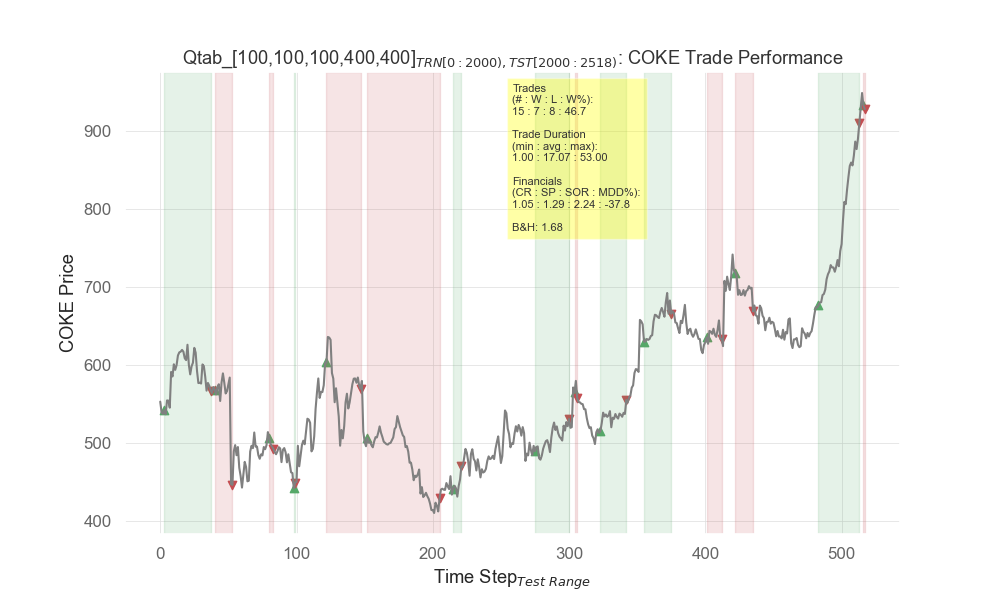 Qtab_[100,100,100,400,400]TRN[0:2000),TST[2000:2518): COKE Trade Performance
Trades
(# : W : L : W%):
15 : 7 : 8 : 46.7
Trade Duration
(min : avg : max):
1.00 : 17.07 : 53.00
Financials
(CR : SP : SOR : MDD%):
1.05 : 1.29 : 2.24 : -37.8
B&H: 1.68
COKE Price
900
800
700
600
500
400
0 100 200 300 400 500
Time StepTest Range